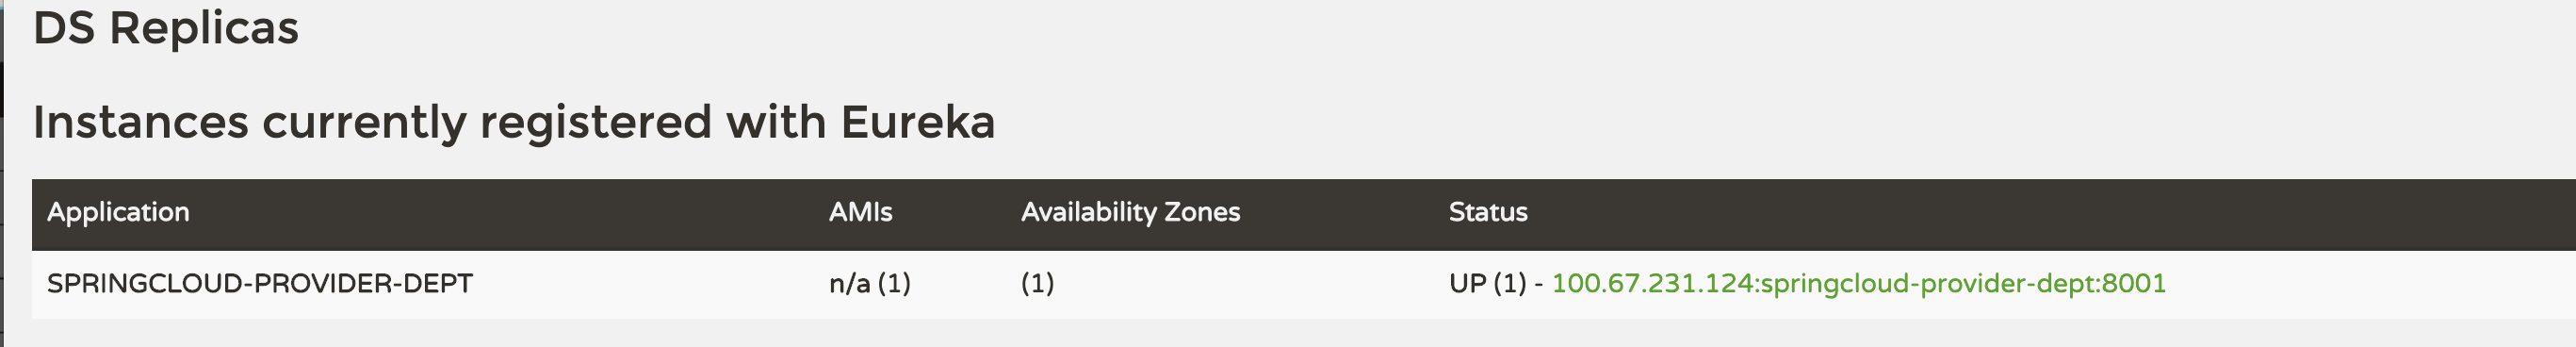 DS Replicas
Instances currently registered with Eureka
Application AMIs Availability Zones Status
SPRINGCLOUD-PROVIDER-DEPT n/a (1) (1) UP (1) - 100.67.231.124:springcloud-provider-dept:8001